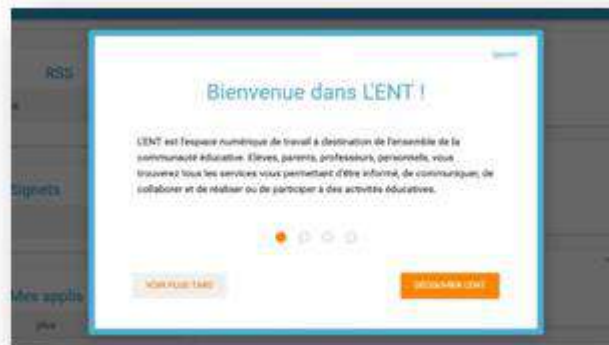 RSS
Bienvenue dans L'ENT !
L'ENT est l'espace numérique de travail à destination de l'ensemble de la
communauté éducative. Elèves, parents, professeurs, personnels, vous
trouverez tous les services vous permettant d'être informé, de communiquer, de
collaborer et de réaliser ou de participer à des activités éducatives.
Signets
VOIR PLUS TARD
DÉCOUVRIR L'ENT
Mes applis
plus